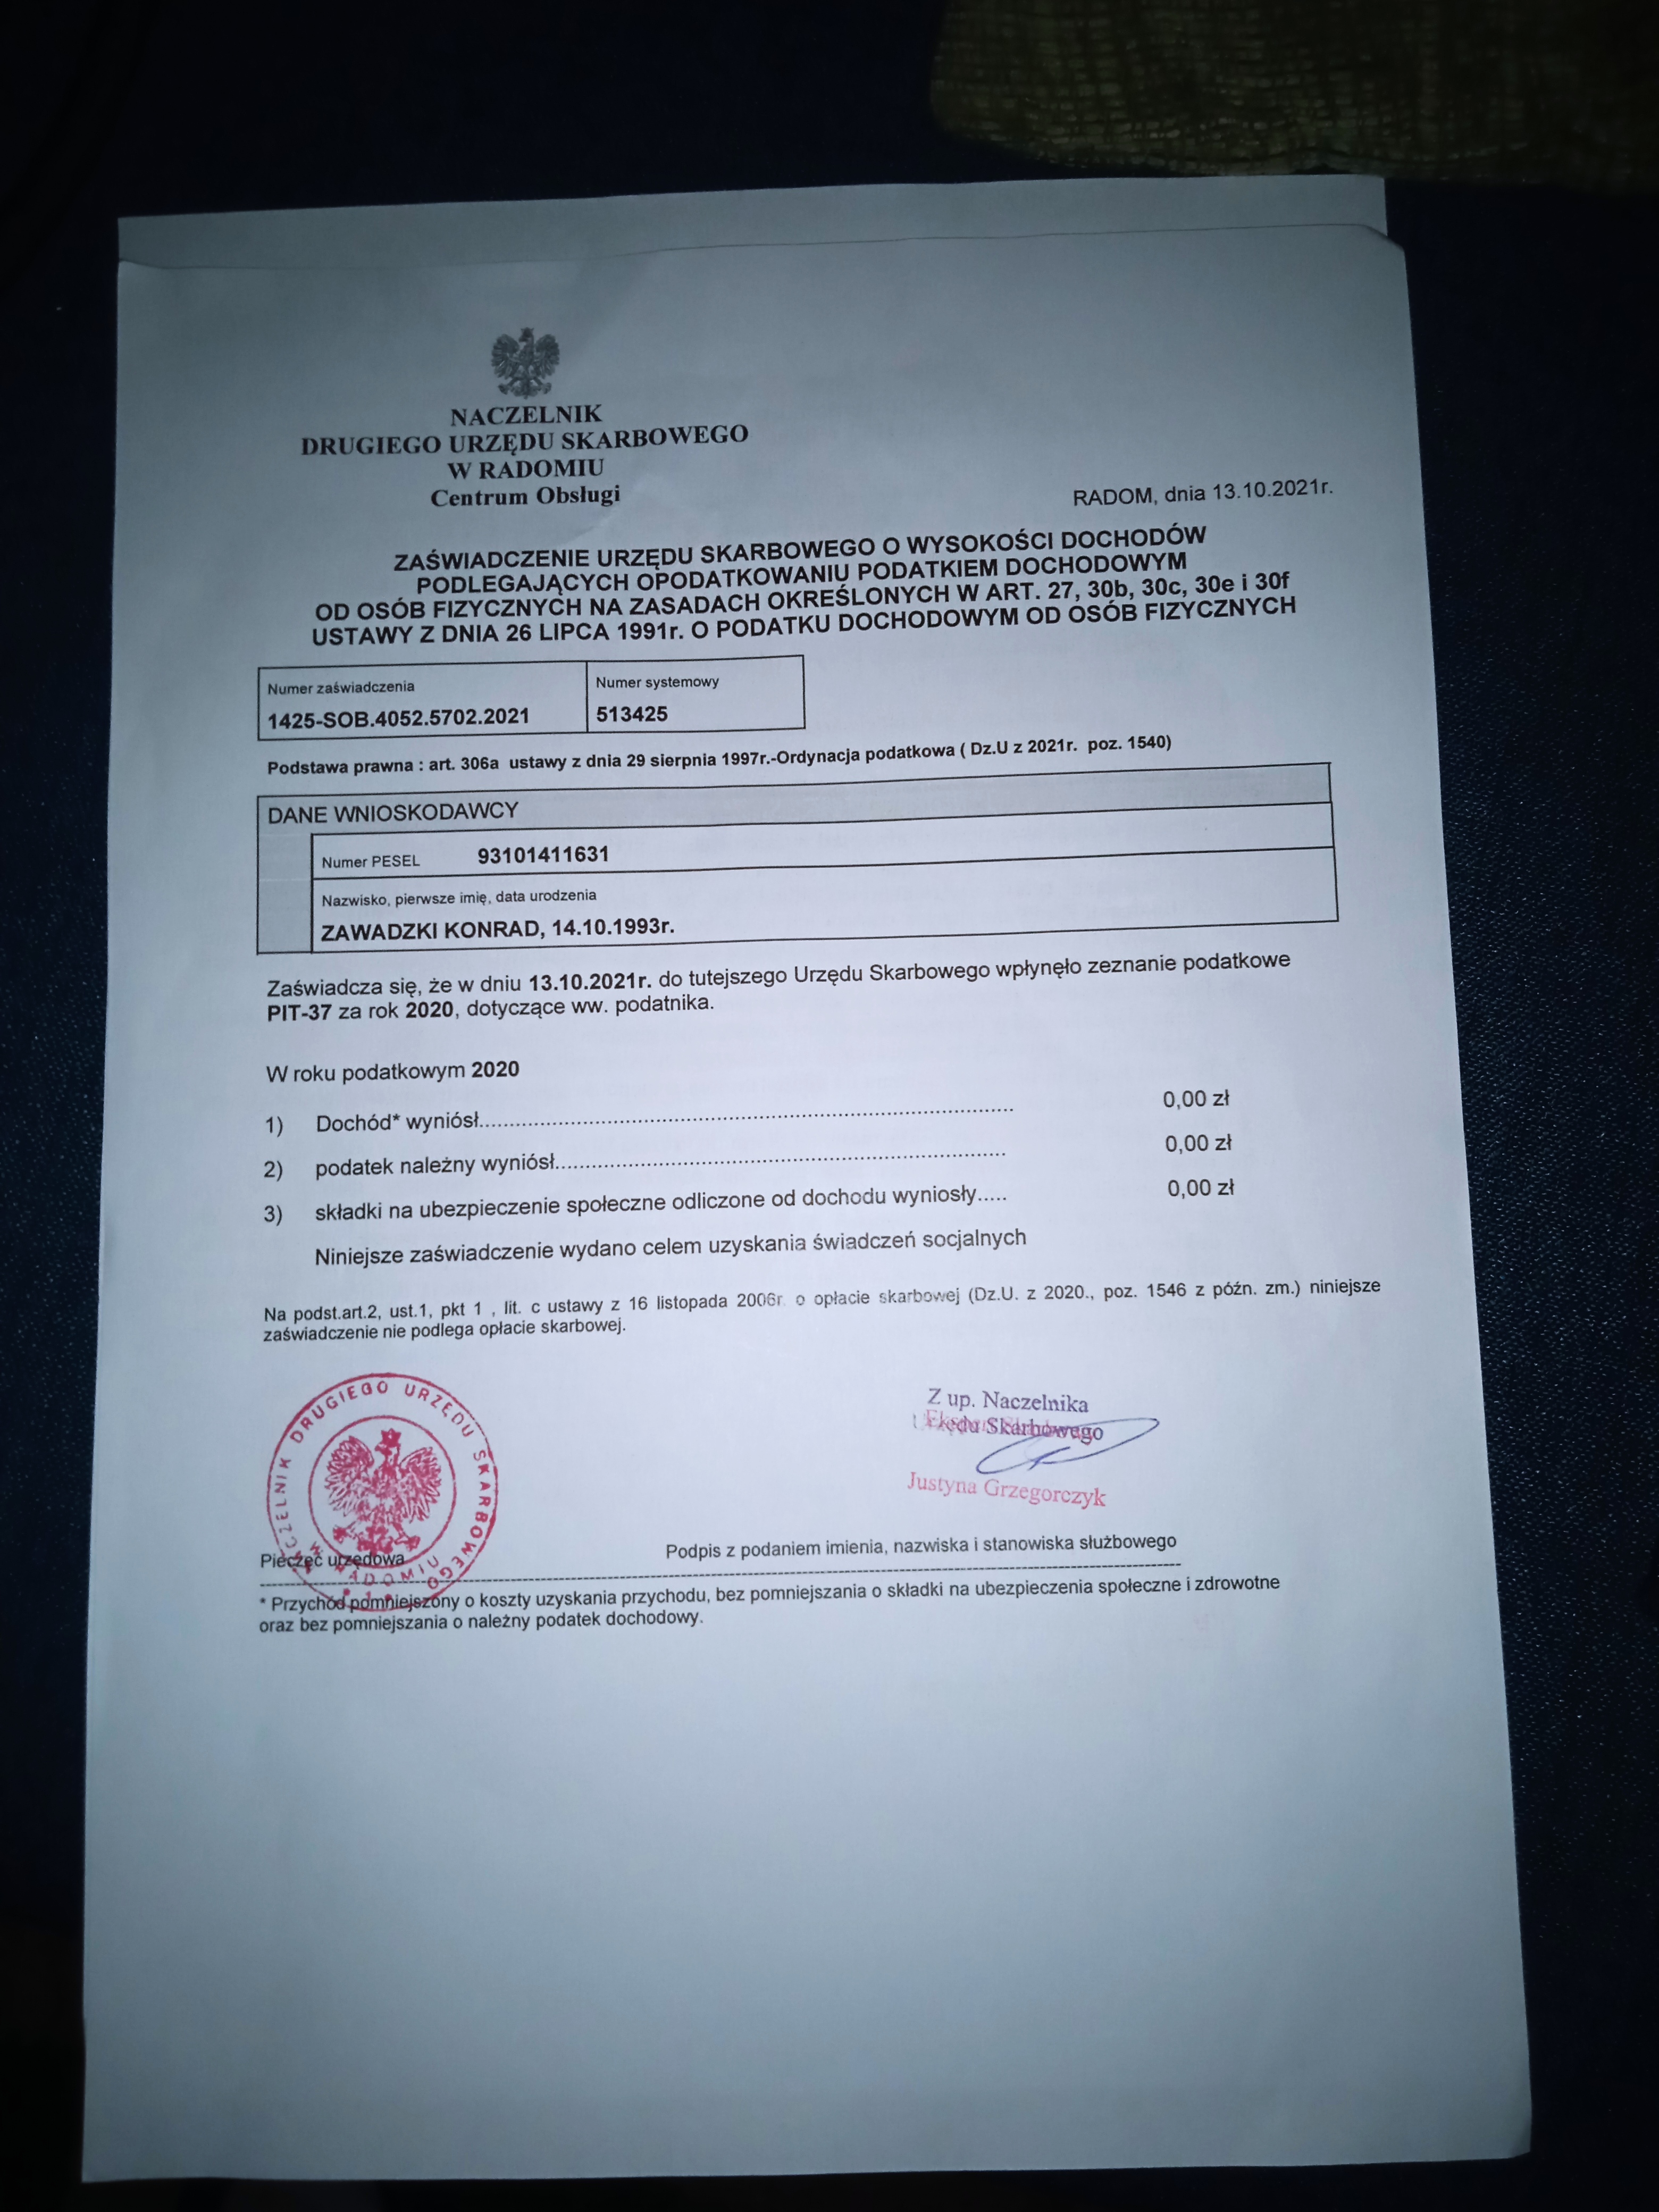 NACZELNIK
DRUGIEGO URZĘDU SKARBOWEGO
W RADOMIU
Centrum Obsługi
RADOM, dnia 13.10.2021r.
ZAŚWIADCZENIE URZĘDU SKARBOWEGO O WYSOKOŚCI DOCHODÓW
PODLEGAJĄCYCH OPODATKOWANIU PODATKIEM DOCHODOWYM
OD OSÓB FIZYCZNYCH NA ZASADACH OKREŚLONYCH W ART. 27, 30b, 30c, 30e i 30f
USTAWY Z DNIA 26 LIPCA 1991r. O PODATKU DOCHODOWYM OD OSÓB FIZYCZNYCH
Numer zaświadczenia
1425-SOB.4052.5702.2021
Numer systemowy
513425
Podstawa prawna : art. 306a ustawy z dnia 29 sierpnia 1997r.-Ordynacja podatkowa ( Dz.U z 2021r. poz. 1540)
DANE WNIOSKODAWCY
Numer PESEL 93101411631
Nazwisko, pierwsze imię, data urodzenia
ZAWADZKI KONRAD, 14.10.1993r.
Zaświadcza się, że w dniu 13.10.2021r. do tutejszego Urzędu Skarbowego wpłynęło zeznanie podatkowe
PIT-37 za rok 2020, dotyczące ww. podatnika.
W roku podatkowym 2020
1) Dochód* wyniósł.......................................................................................... 0,00 zł
2) podatek należny wyniósł............................................................................ 0,00 zł
3) składki na ubezpieczenie społeczne odliczone od dochodu wyniosły..... 0,00 zł
Niniejsze zaświadczenie wydano celem uzyskania świadczeń socjalnych
Na podst.art.2, ust.1, pkt 1 , lit. c ustawy z 16 listopada 2006r. o opłacie skarbowej (Dz.U. z 2020., poz. 1546 z późn. zm.) niniejsze
zaświadczenie nie podlega opłacie skarbowej.
NACZELNIK DRUGIEGO URZĘDU SKARBOWEGO W RADOMIU
Z up. Naczelnika
Urzędu Skarbowego
Justyna Grzegorczyk
Pieczęć urzędowa
Podpis z podaniem imienia, nazwiska i stanowiska służbowego
* Przychód pomniejszony o koszty uzyskania przychodu, bez pomniejszania o składki na ubezpieczenia społeczne i zdrowotne
oraz bez pomniejszania o należny podatek dochodowy.